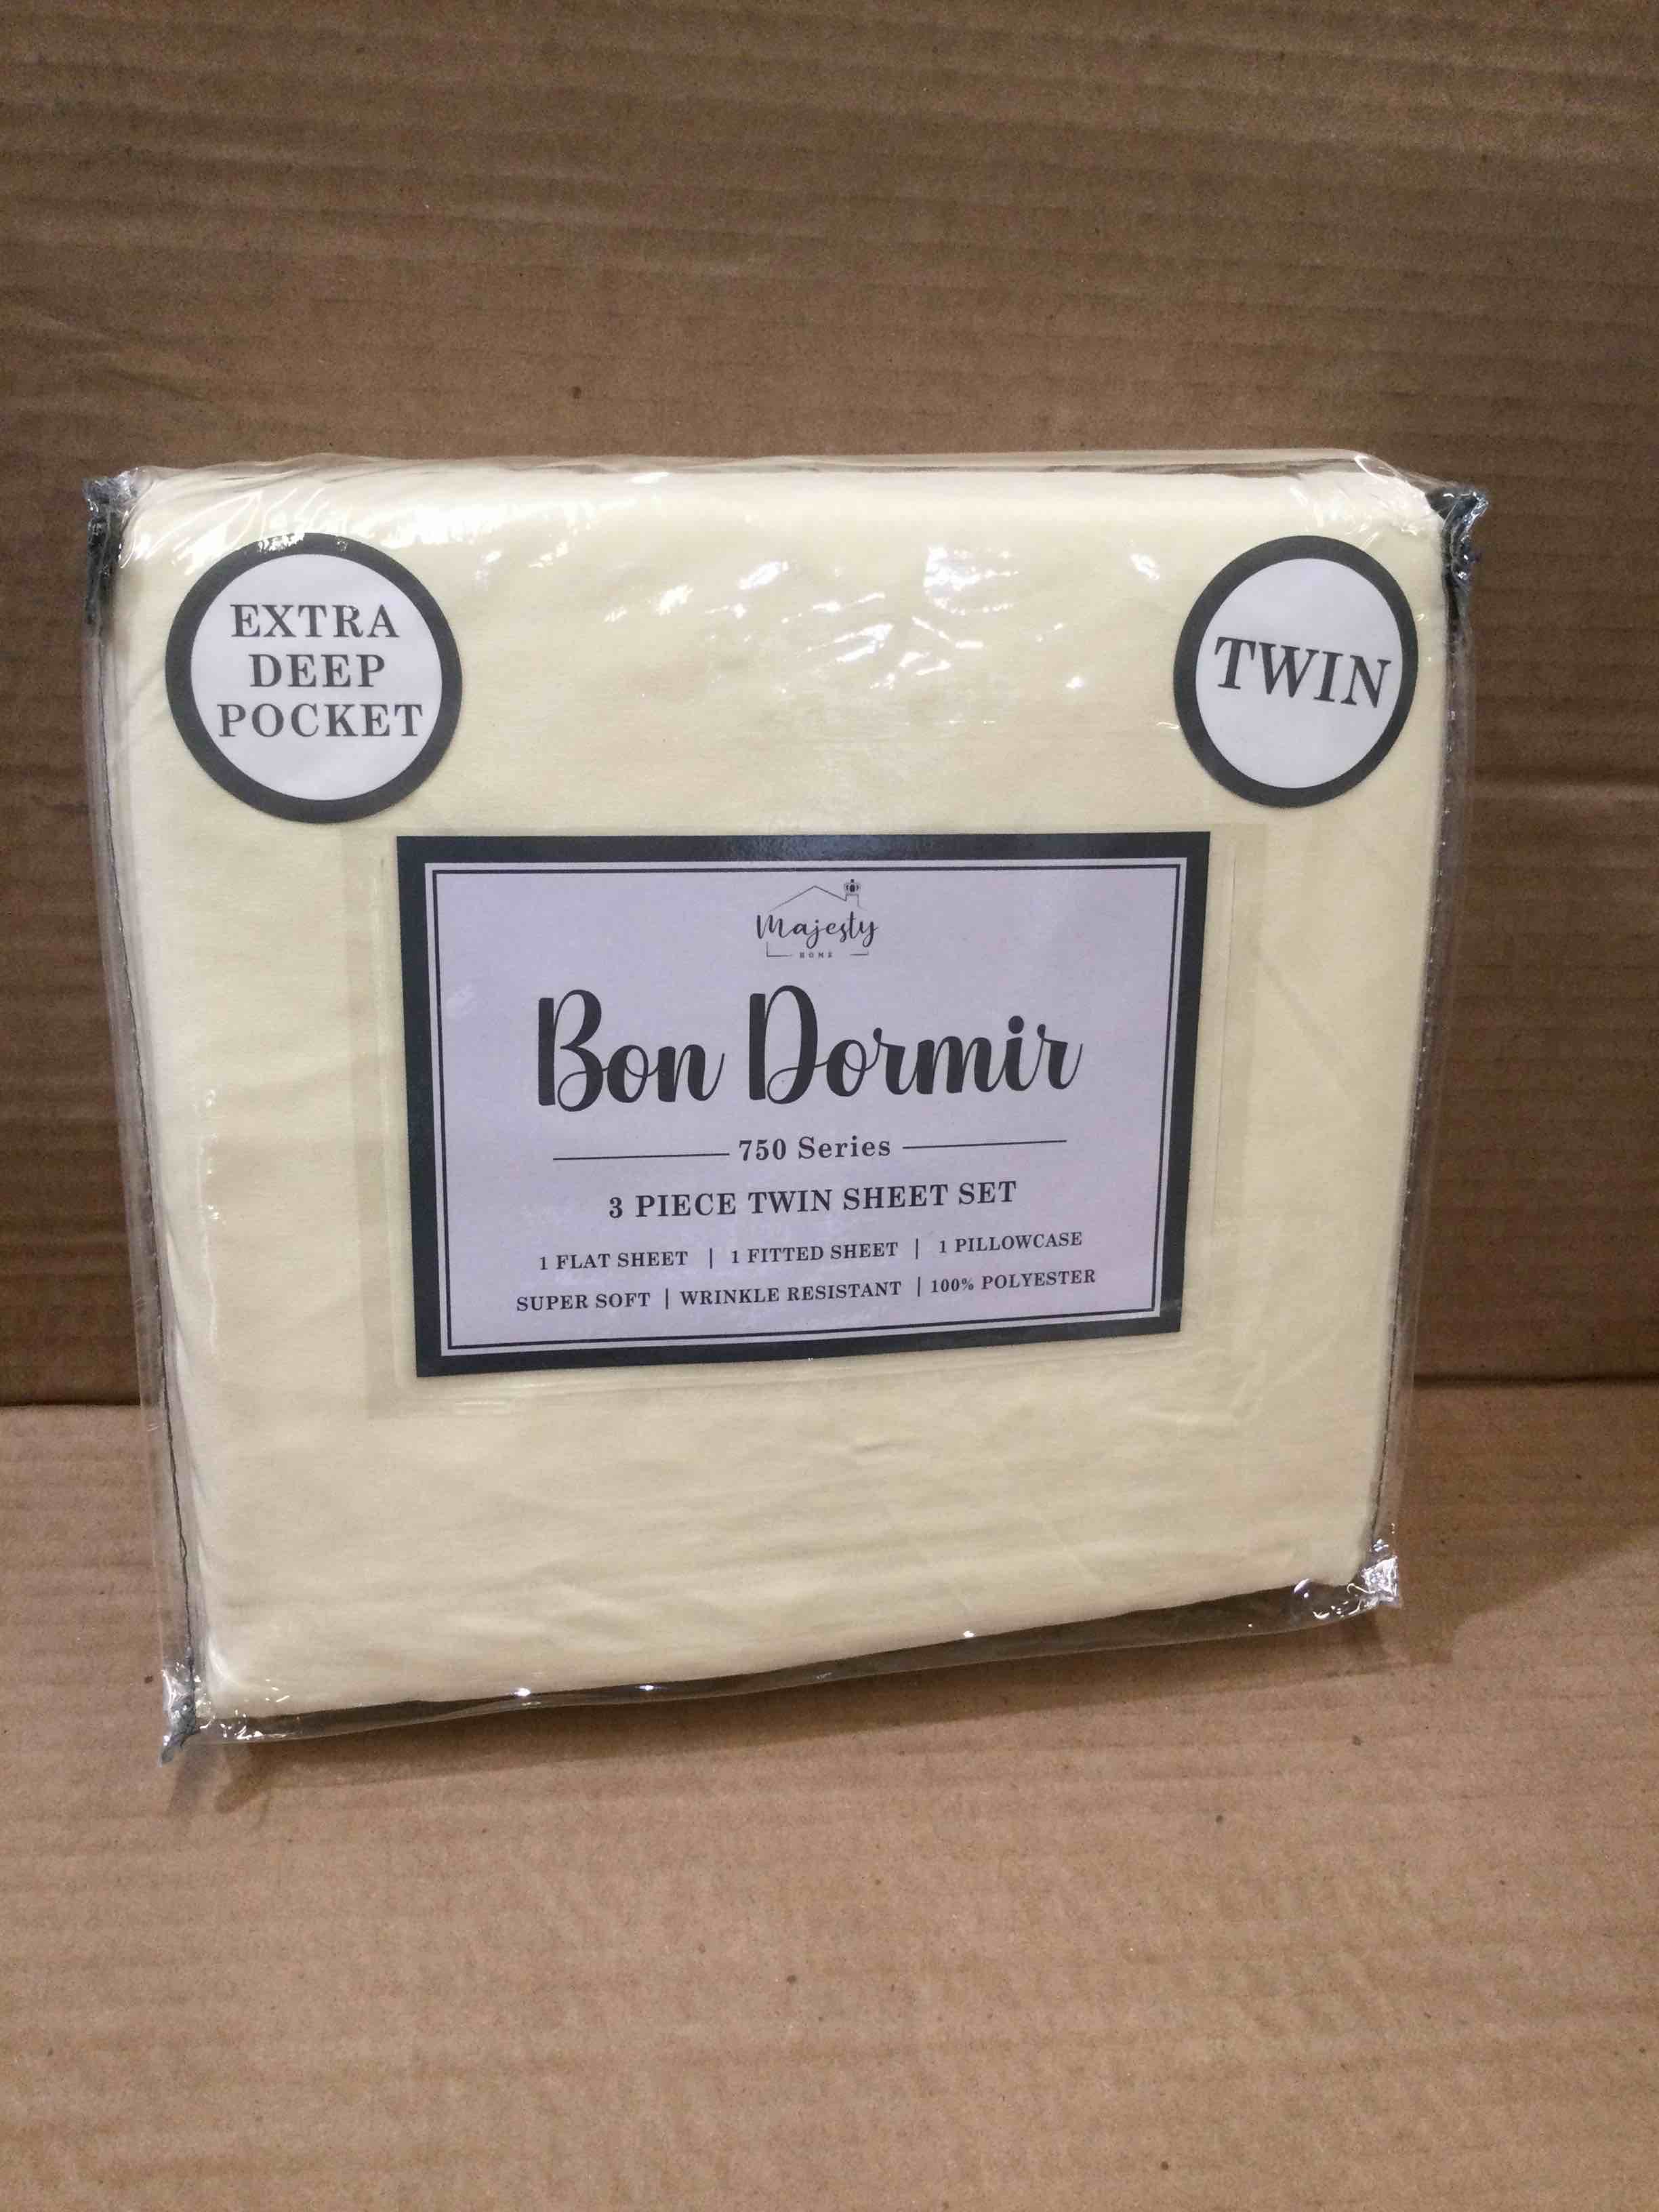 EXTRA
DEEP
POCKET
TWIN
Majesty
HOME
Bon Dormir
750 Series
3 PIECE TWIN SHEET SET
1 FLAT SHEET | 1 FITTED SHEET | 1 PILLOWCASE
SUPER SOFT | WRINKLE RESISTANT | 100% POLYESTER